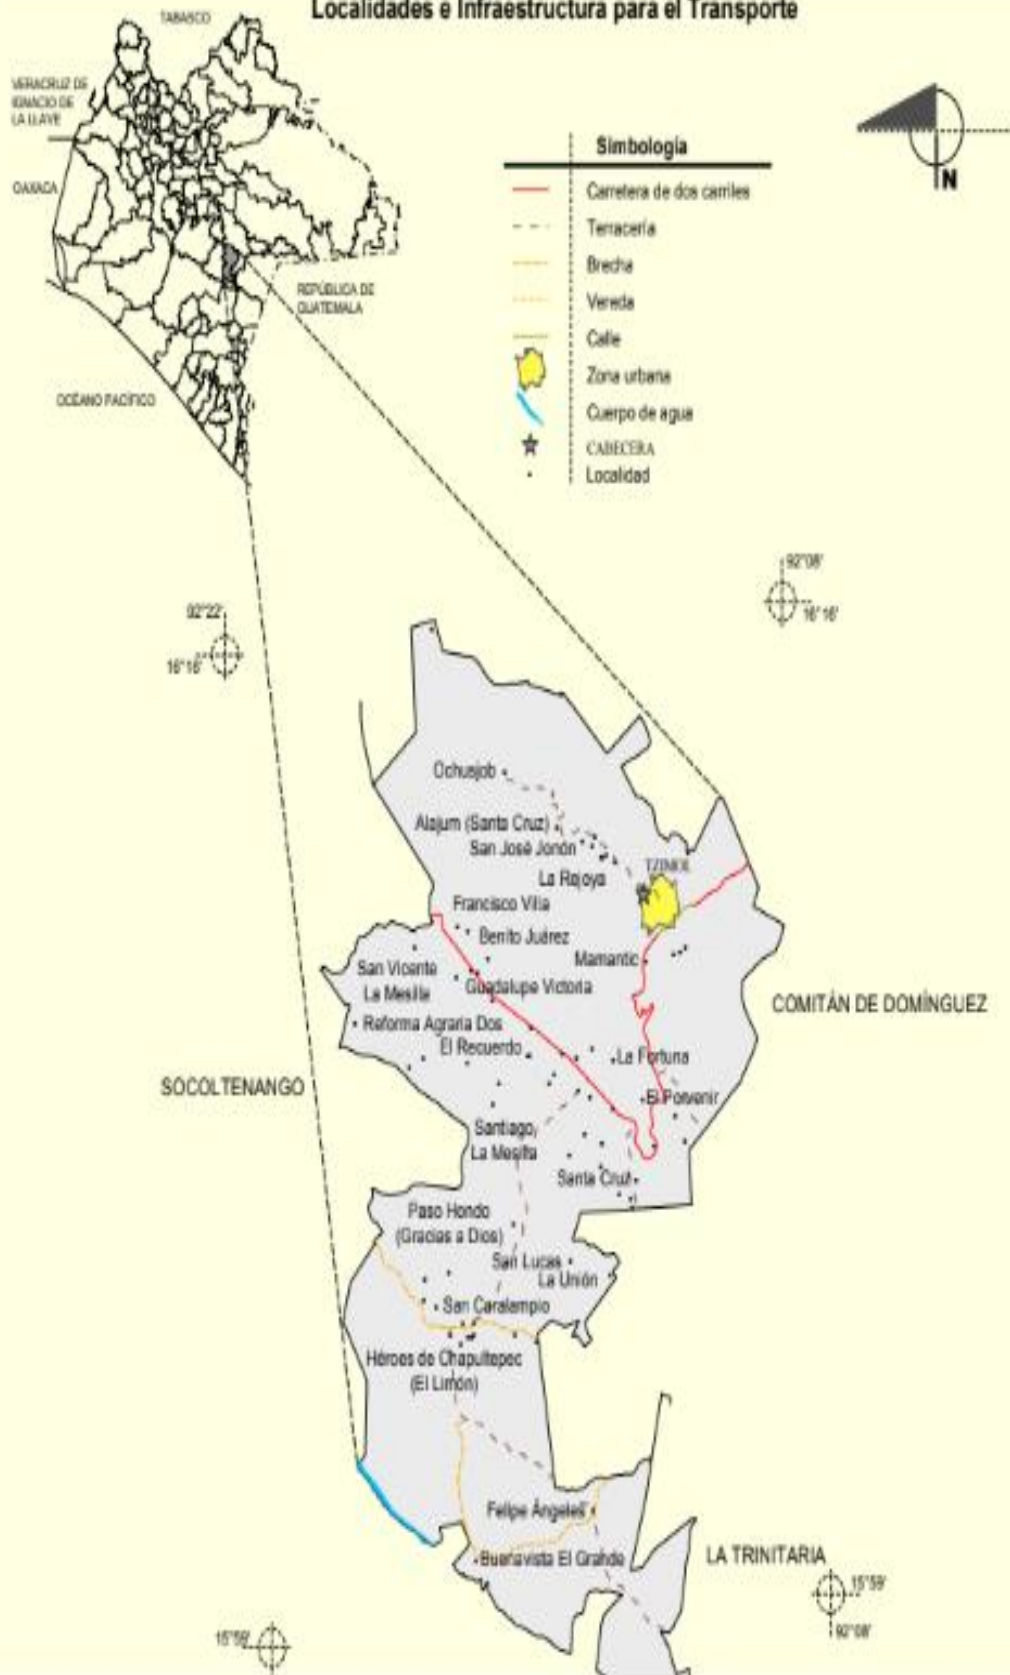 Localidades e Infraestructura para el Transporte
TABASCO
VERACRUZ DE
IGNACIO DE
LA LLAVE
OAXACA
REPÚBLICA DE
GUATEMALA
OCÉANO PACÍFICO
N
Simbología
Carretera de dos carriles
Terracería
Brecha
Vereda
Calle
Zona urbana
Cuerpo de agua
CABECERA
Localidad
92°08'
16°16'
92°22'
16°16'
Ochusjob
Alajum (Santa Cruz)
San José Jonón
La Rejoya
TZIMOL
Francisco Villa
Benito Juárez
Mamantic
San Vicente
La Mesilla
Guadalupe Victoria
COMITÁN DE DOMÍNGUEZ
Reforma Agraria Dos
El Recuerdo
La Fortuna
SOCOLTENANGO
El Porvenir
Santiago
La Mesilla
Santa Cruz
Paso Hondo
(Gracias a Dios)
San Lucas
La Unión
San Caralampio
Héroes de Chapultepec
(El Limón)
Felipe Ángeles
Buenavista El Grande
LA TRINITARIA
15°59'
92°08'
15°59'